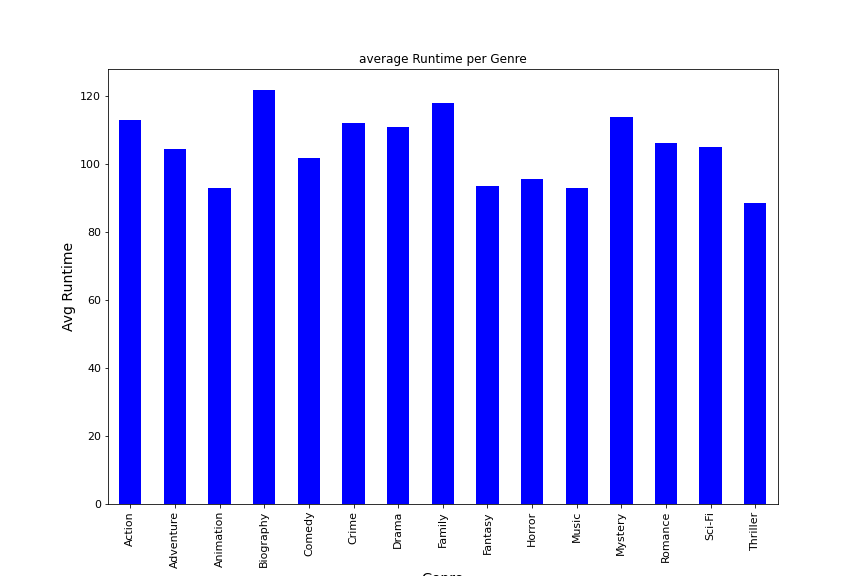 average Runtime per Genre
Avg Runtime
120
100
80
60
40
20
0
Action
Adventure
Animation
Biography
Comedy
Crime
Drama
Family
Fantasy
Horror
Music
Mystery
Romance
Sci-Fi
Thriller
Genre